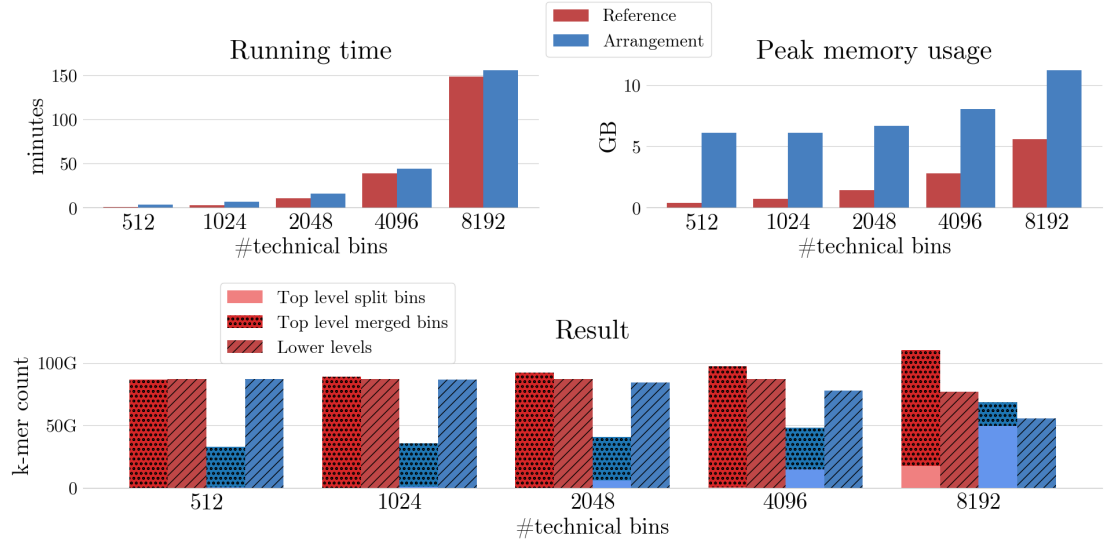 Reference
Arrangement
Running time
minutes
150
100
50
0
512 1024 2048 4096 8192
#technical bins
Peak memory usage
GB
10
5
0
512 1024 2048 4096 8192
#technical bins
Top level split bins
Top level merged bins
Lower levels
Result
k-mer count
100G
50G
0
512 1024 2048 4096 8192
#technical bins